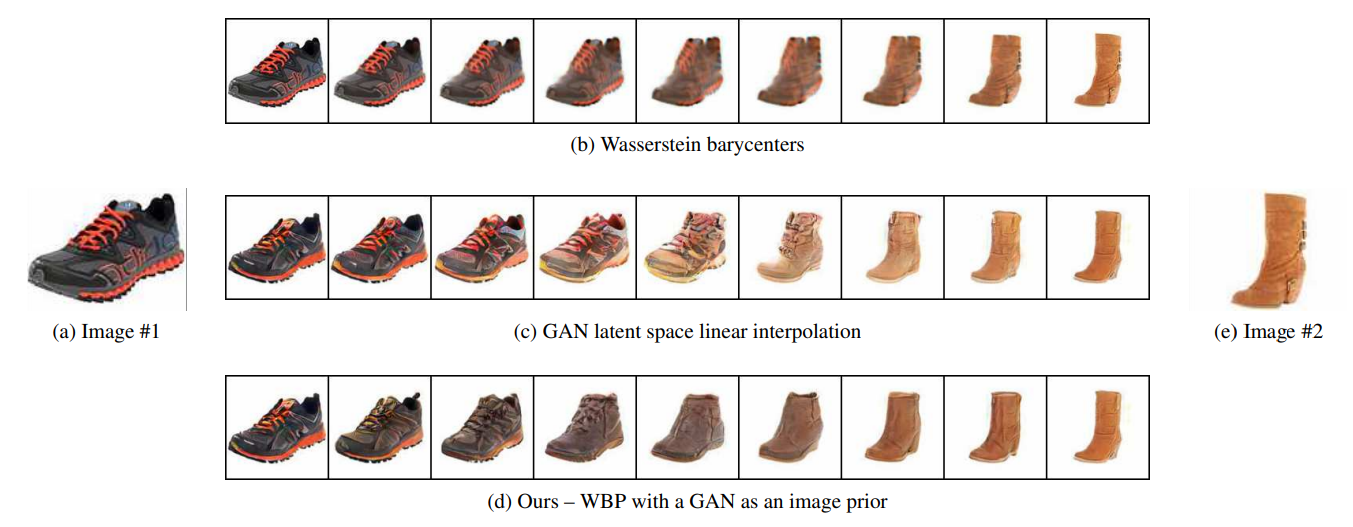 (b) Wasserstein barycenters
(a) Image #1
(c) GAN latent space linear interpolation
(e) Image #2
(d) Ours – WBP with a GAN as an image prior